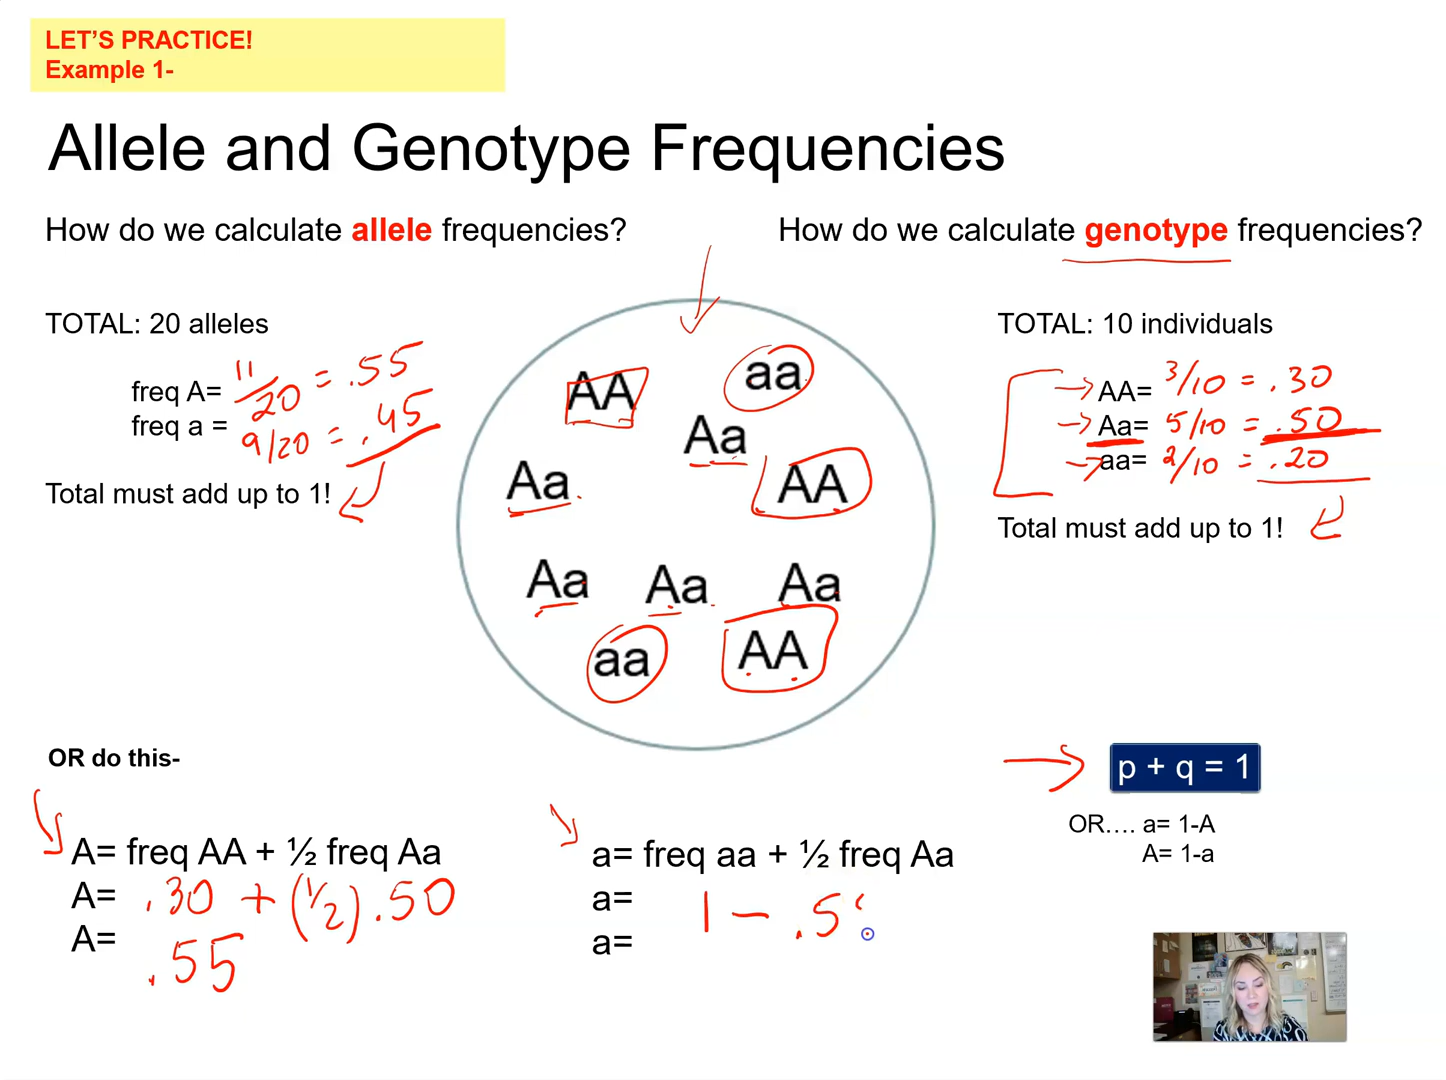 LET'S PRACTICE!
Example 1-
Allele and Genotype Frequencies
How do we calculate allele frequencies?
How do we calculate genotype frequencies?
TOTAL: 20 alleles
freq A= 11/20 = .55
freq a = 9/20 = .45
Total must add up to 1!
AA
aa
Aa
Aa
AA
Aa
Aa
Aa
aa
AA
TOTAL: 10 individuals
AA= 3/10 = .30
Aa= 5/10 = .50
aa= 2/10 = .20
Total must add up to 1!
OR do this-
A= freq AA + ½ freq Aa
A= .30 + (1/2) .50
A= .55
a= freq aa + ½ freq Aa
a= 1 - .5
a=
p + q = 1
OR.... a= 1-A
A= 1-a